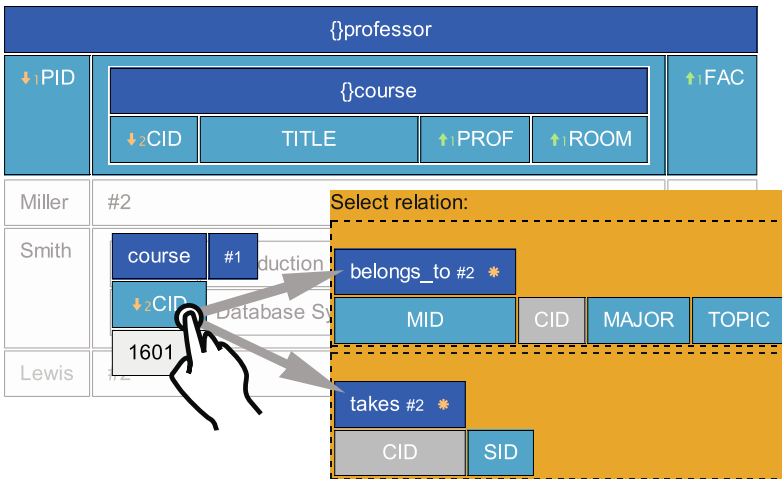 {}professor
↓1PID
{}course
↑1FAC
↓2CID TITLE ↑1PROF ↑1ROOM
Miller #2
Select relation:
Smith
course #1
duction
belongs_to #2 *
↓2CID
Database Sy
MID CID MAJOR TOPIC
1601
Lewis #2
takes #2 *
CID SID